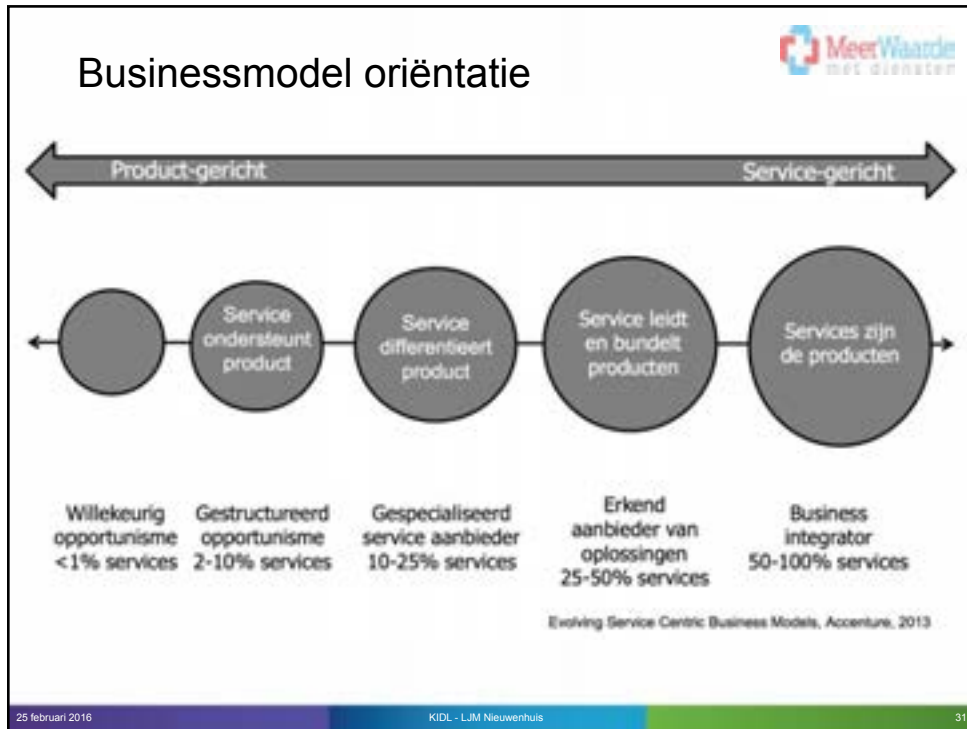 Businessmodel oriëntatie
MeerWaarde
met diensten
Product-gericht
Service-gericht
Service
ondersteunt
product
Service
differentieert
product
Service leidt
en bundelt
producten
Services zijn
de producten
Willekeurig
opportunisme
<1% services
Gestructureerd
opportunisme
2-10% services
Gespecialiseerd
service aanbieder
10-25% services
Erkend
aanbieder van
oplossingen
25-50% services
Business
integrator
50-100% services
Evolving Service Centric Business Models, Accenture, 2013
25 februari 2016
KIDL - LJM Nieuwenhuis
31